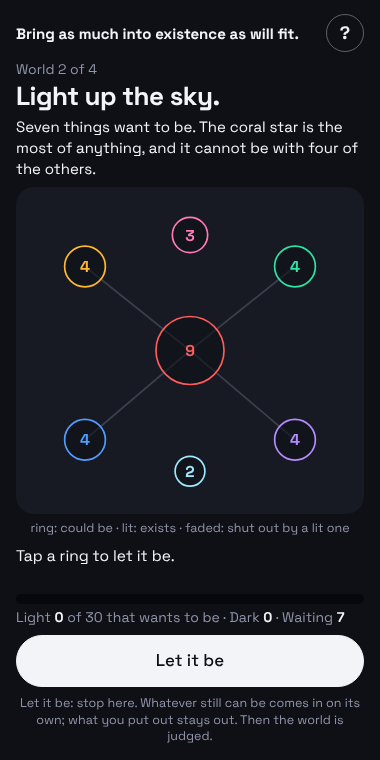 Bring as much into existence as will fit.
?
World 2 of 4
Light up the sky.
Seven things want to be. The coral star is the
most of anything, and it cannot be with four of
the others.
3
4
4
9
4
4
2
ring: could be · lit: exists · faded: shut out by a lit one
Tap a ring to let it be.
Light 0 of 30 that wants to be · Dark 0 · Waiting 7
Let it be
Let it be: stop here. Whatever still can be comes in on its
own; what you put out stays out. Then the world is
judged.